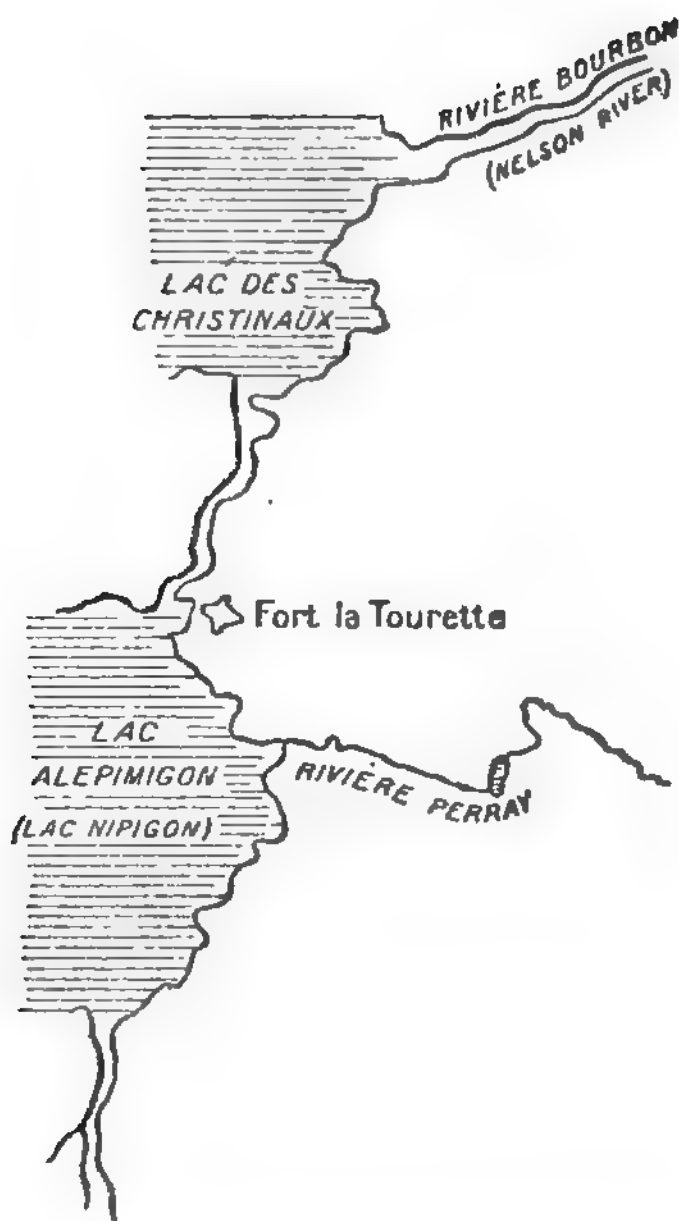 RIVIÈRE BOURBON
(NELSON RIVER)
LAC DES
CHRISTINAUX
Fort la Tourette
LAC
ALEPIMIGON
(LAC NIPIGON)
RIVIÈRE PERRAY